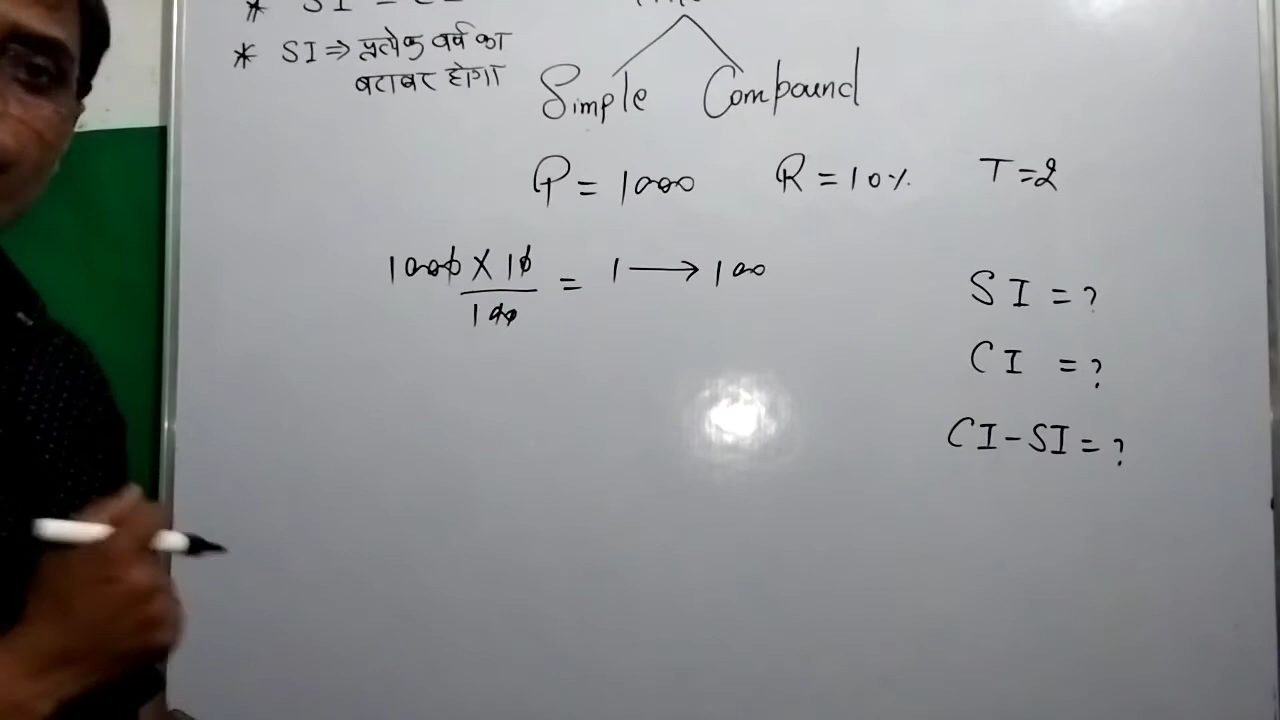 * SI = C
* SI ⇒ प्रत्येक वर्ष का
बराबर होगा
Simple Compound
P = 1000 R = 10% T = 2
1000 X 10 / 100 = 1 → 100
SI = ?
CI = ?
CI - SI = ?